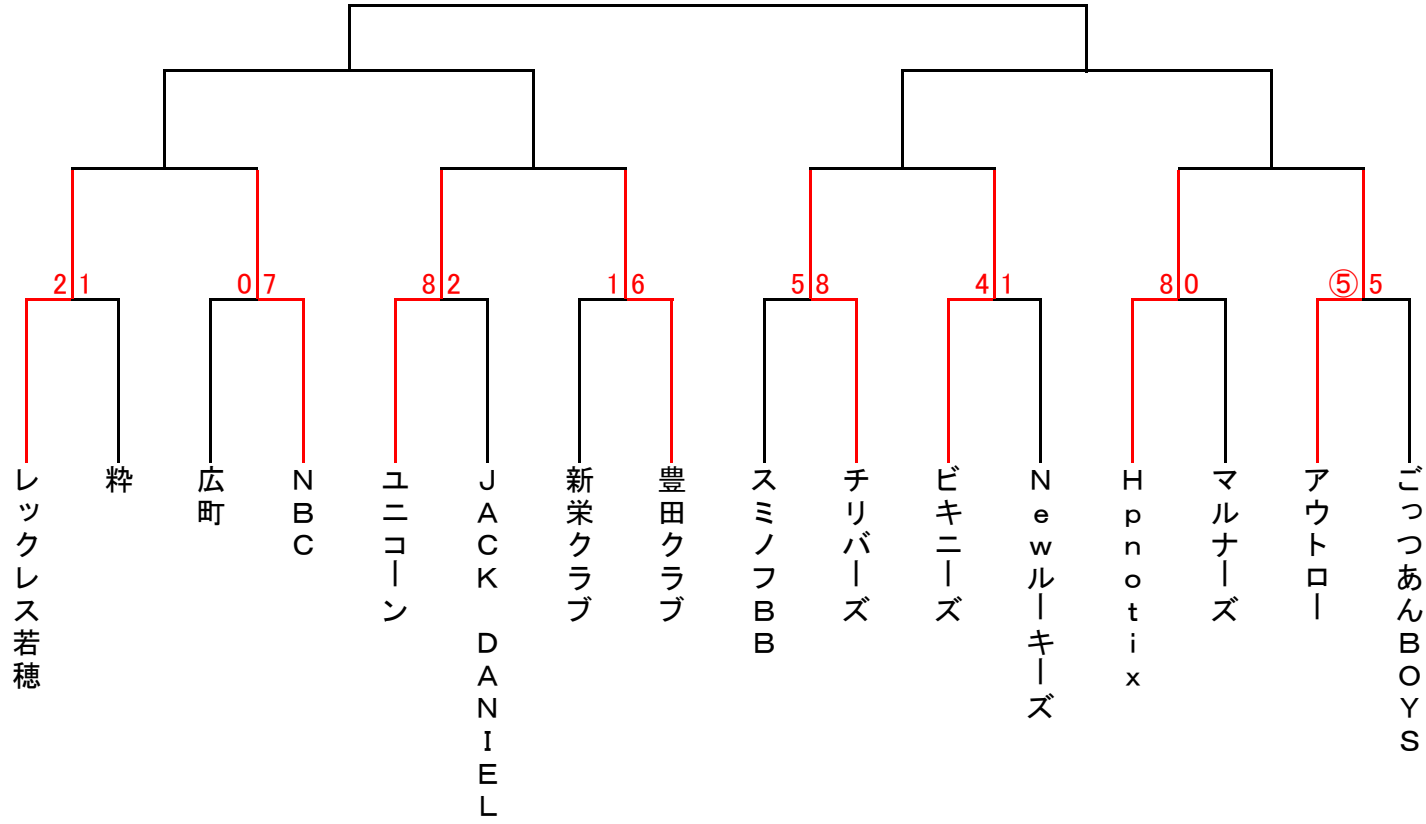 2 1
0 7
8 2
1 6
5 8
4 1
8 0
⑤ 5
レックレス若穂
粋
広町
NBC
ユニコーン
JACK DANIEL
新栄クラブ
豊田クラブ
スミノフBB
チリバーズ
ビキニーズ
Newルーキーズ
Hpnotix
マルナーズ
アウトロー
ごっつあんBOYS